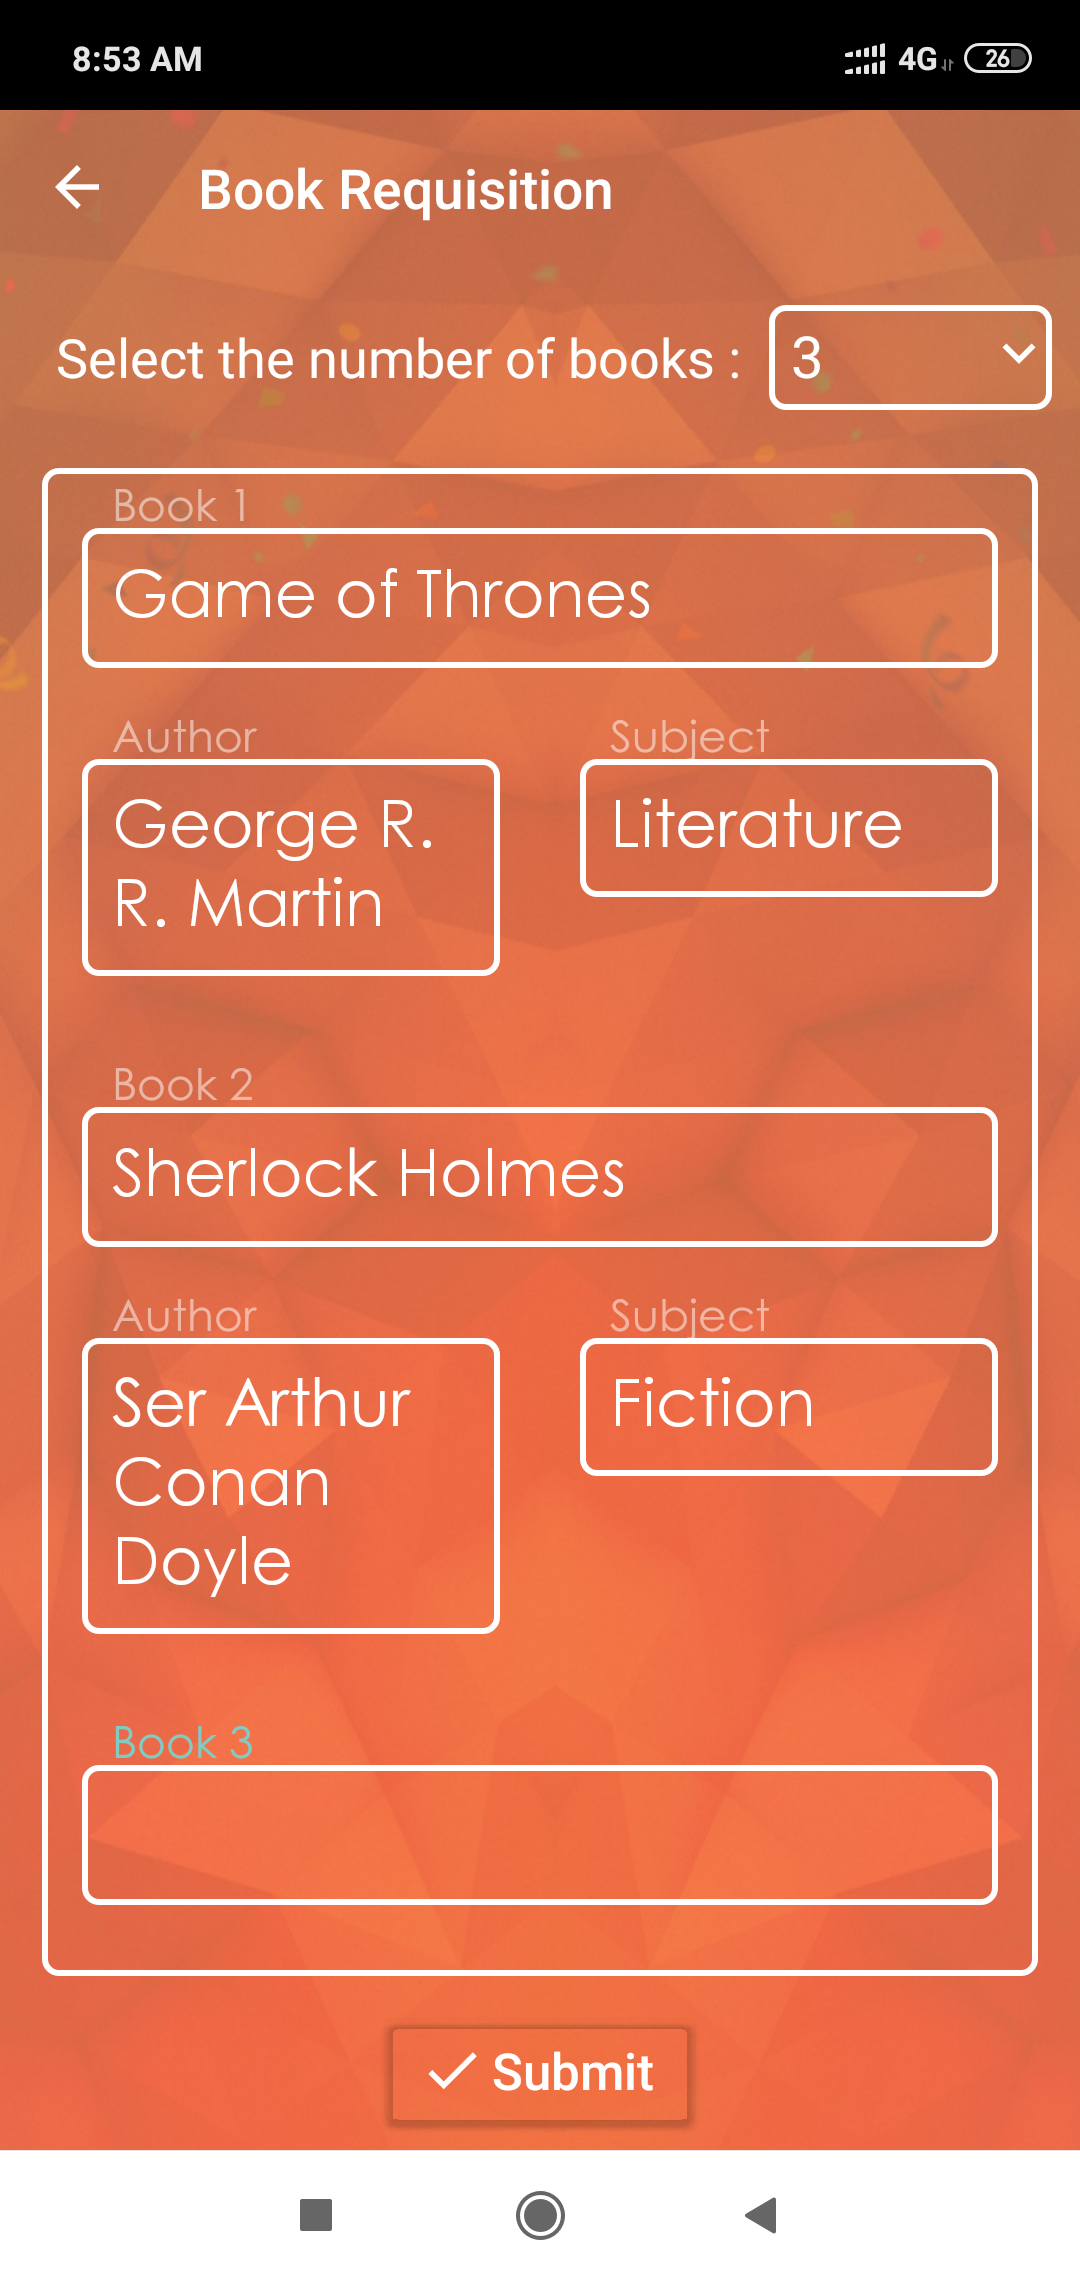 8:53 AM
4G 26
Book Requisition
Select the number of books : 3
Book 1
Game of Thrones
Author
George R.
R. Martin
Subject
Literature
Book 2
Sherlock Holmes
Author
Ser Arthur
Conan
Doyle
Subject
Fiction
Book 3
Submit